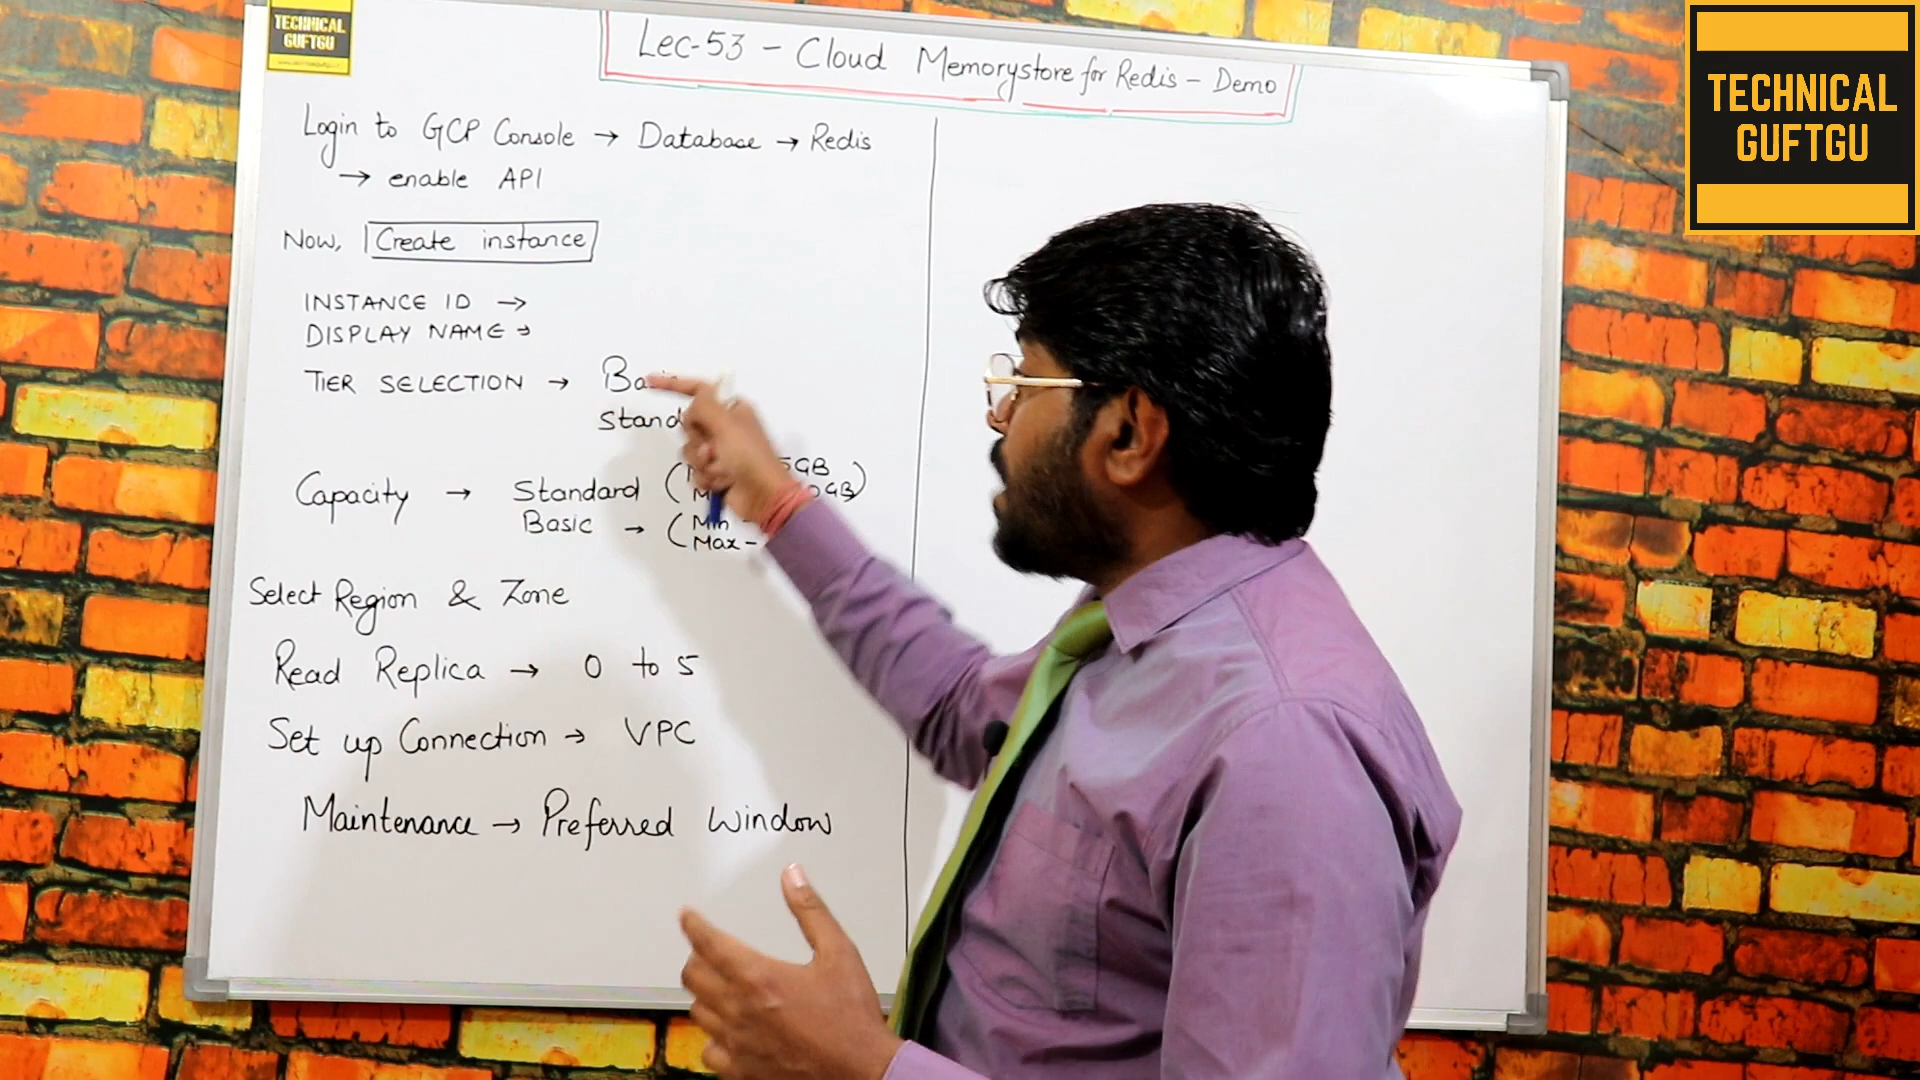 TECHNICAL
GUFTGU
Lec-53 - Cloud Memorystore for Redis - Demo
TECHNICAL
GUFTGU
Login to GCP Console → Database → Redis
→ enable API
Now, Create instance
INSTANCE ID →
DISPLAY NAME →
TIER SELECTION →
Capacity → Standard (
Basic → ( Min -
Max -
Select Region & Zone
Read Replica → 0 to 5
Set up Connection → VPC
Maintenance → Preferred Window